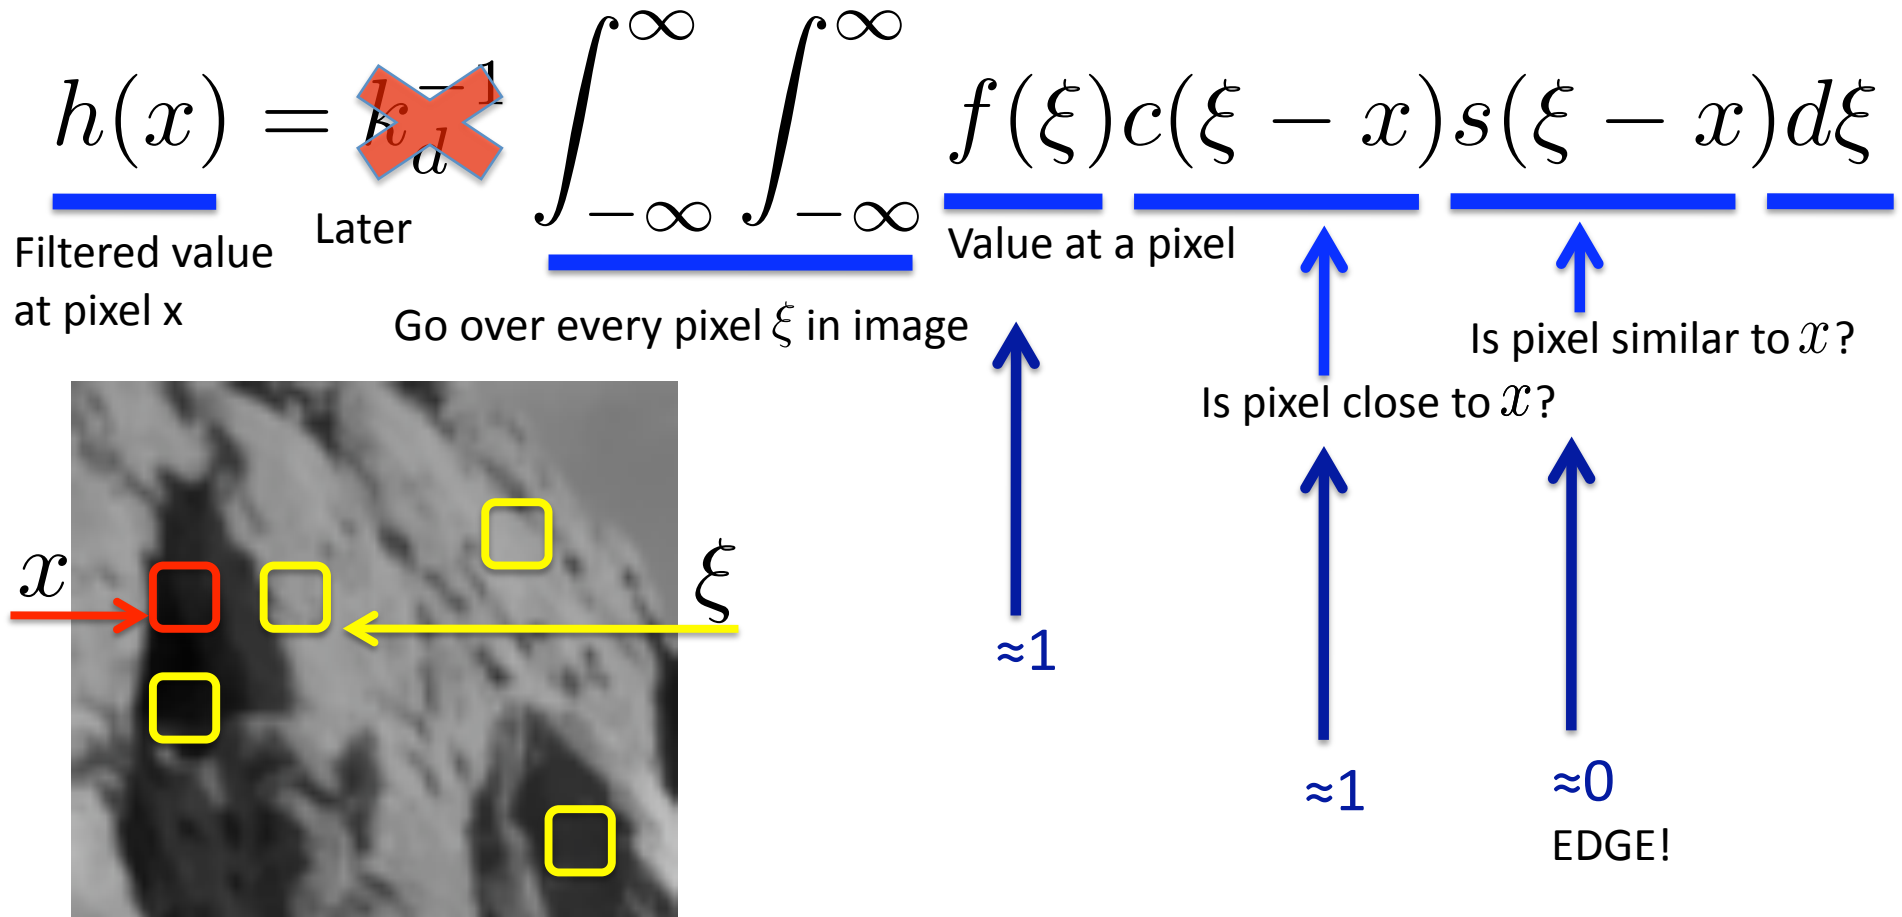 h(x) = k_d^{-1} ∫_{-∞}^{∞} ∫_{-∞}^{∞} f(ξ)c(ξ − x)s(ξ − x)dξ
Later
Filtered value
at pixel x
Value at a pixel
Go over every pixel ξ in image
Is pixel similar to x?
Is pixel close to x?
x
ξ
≈1
≈1
≈0
EDGE!